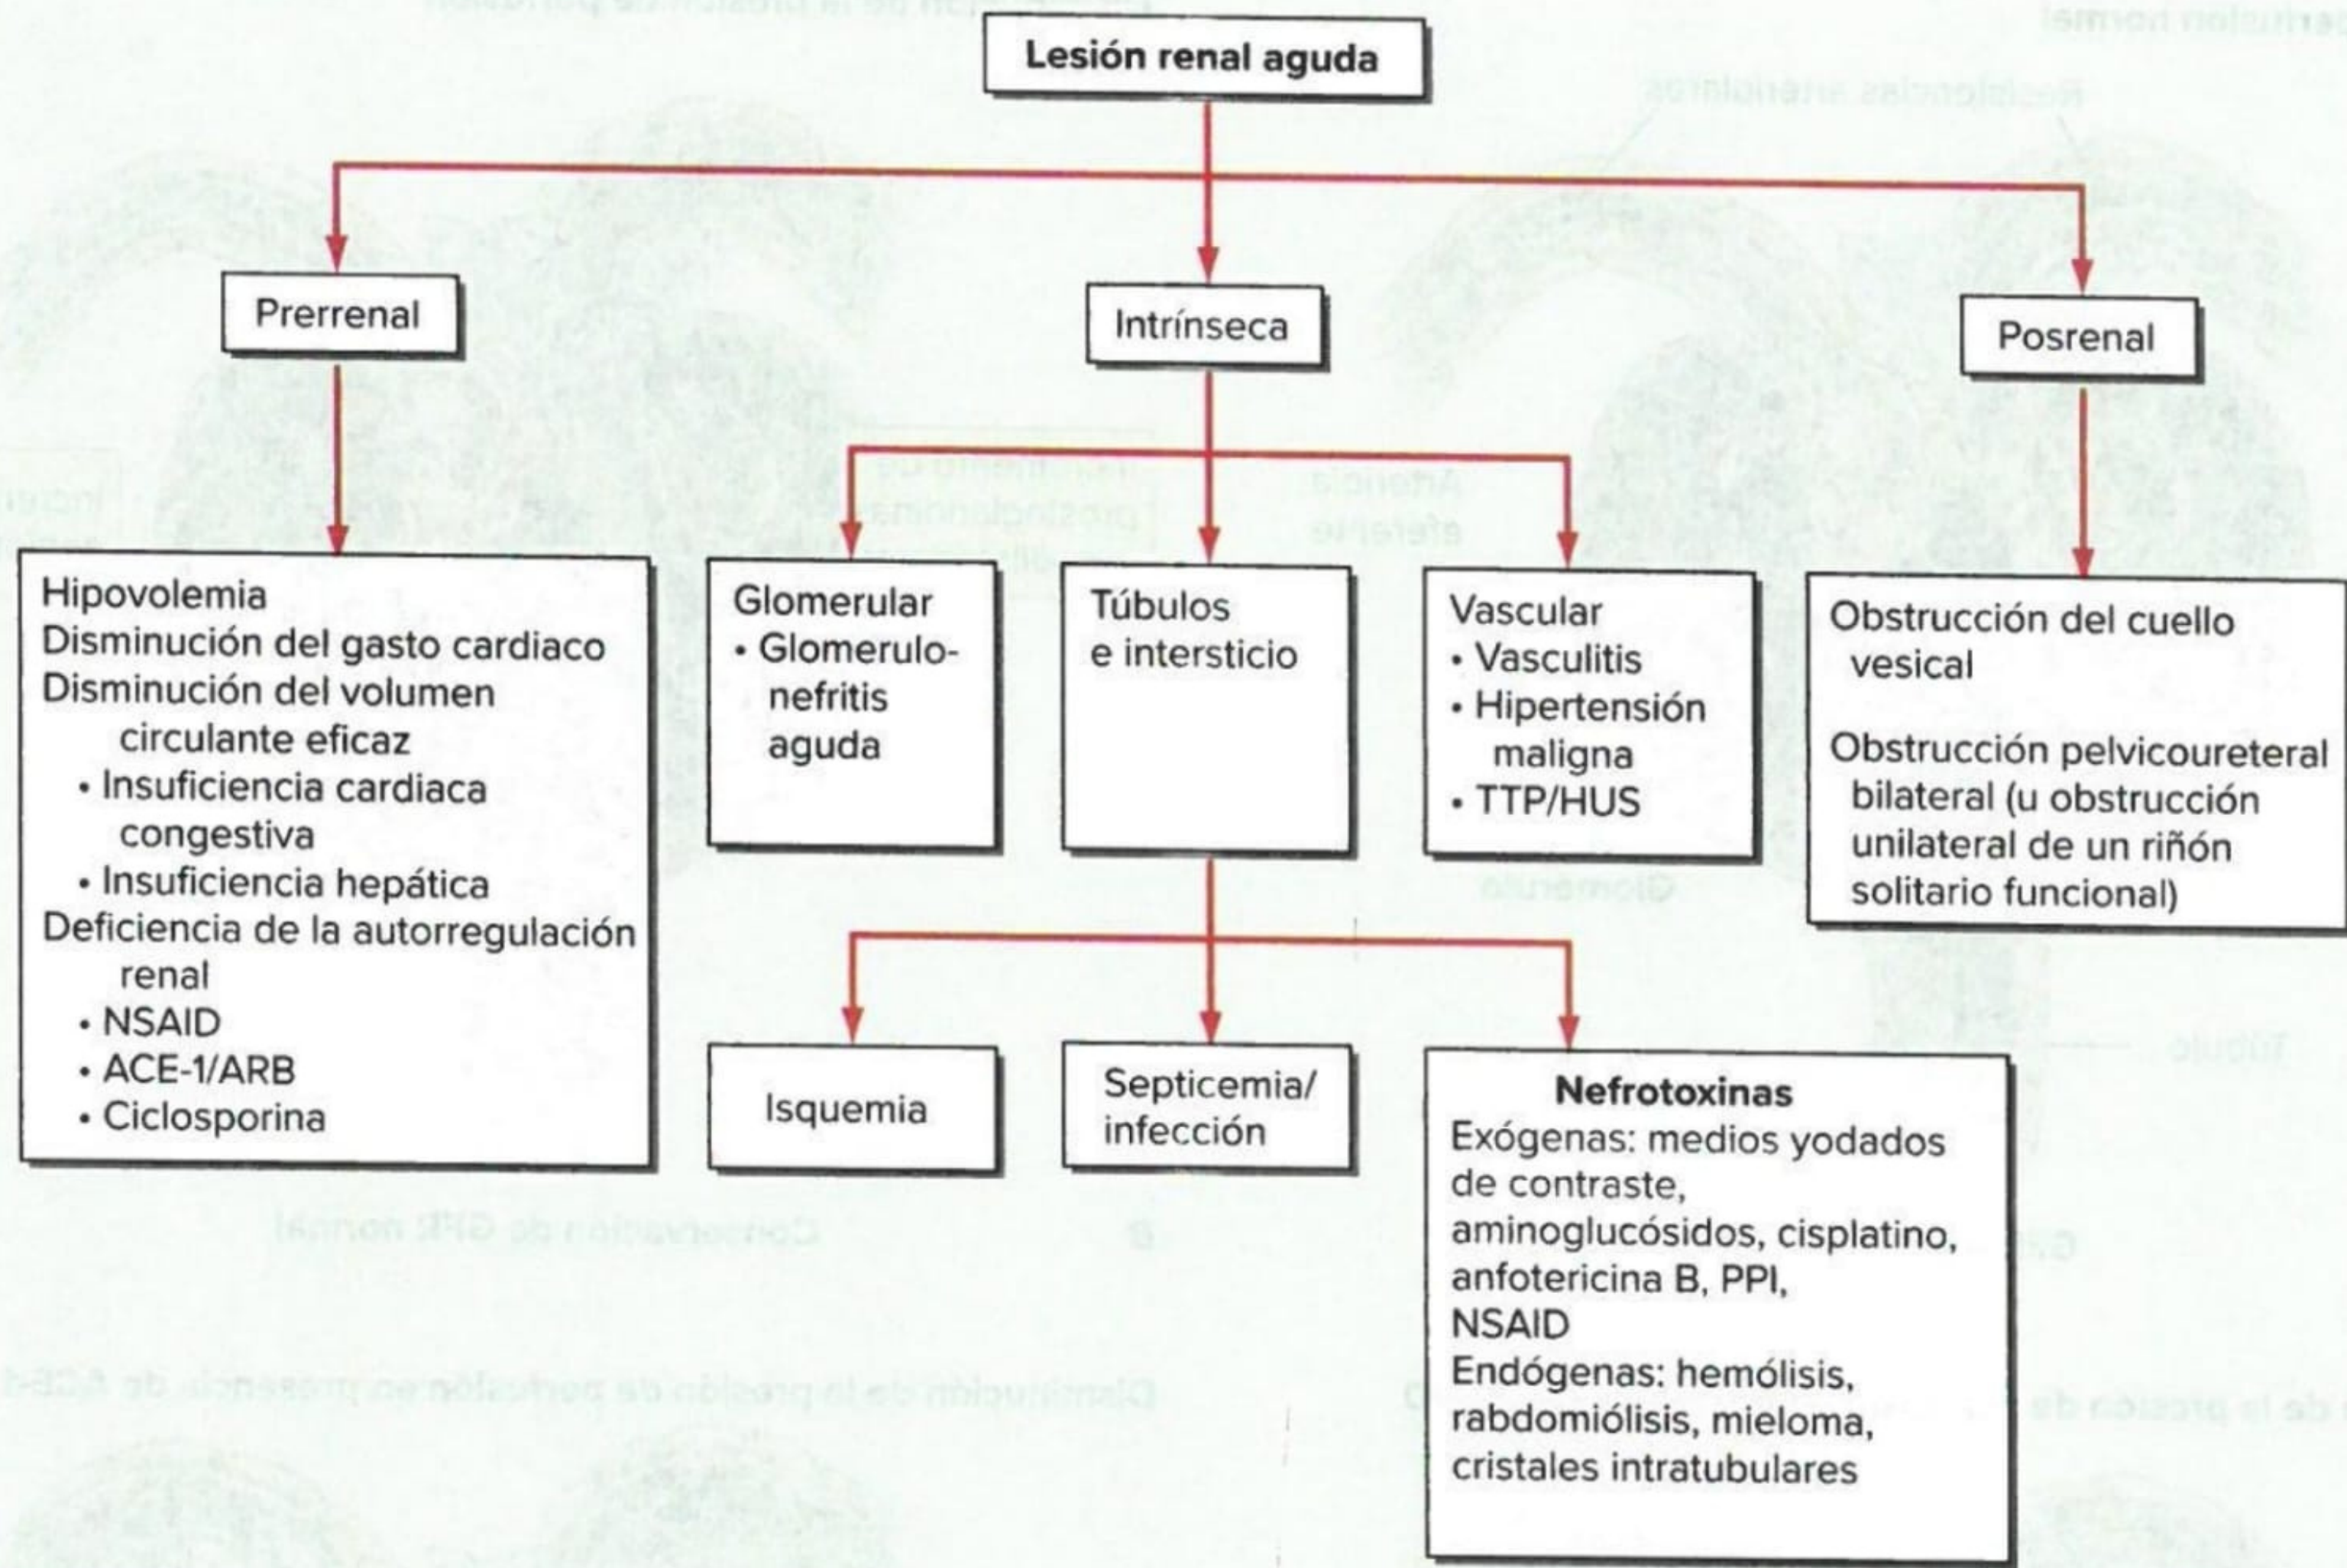 Lesión renal aguda
Prerrenal
Intrínseca
Posrenal
Hipovolemia
Disminución del gasto cardiaco
Disminución del volumen
circulante eficaz
• Insuficiencia cardiaca
congestiva
• Insuficiencia hepática
Deficiencia de la autorregulación
renal
• NSAID
• ACE-1/ARB
• Ciclosporina
Glomerular
• Glomerulo-
nefritis
aguda
Túbulos
e intersticio
Vascular
• Vasculitis
• Hipertensión
maligna
• TTP/HUS
Obstrucción del cuello
vesical
Obstrucción pelvicoureteral
bilateral (u obstrucción
unilateral de un riñón
solitario funcional)
Isquemia
Septicemia/
infección
Nefrotoxinas
Exógenas: medios yodados
de contraste,
aminoglucósidos, cisplatino,
anfotericina B, PPI,
NSAID
Endógenas: hemólisis,
rabdomiólisis, mieloma,
cristales intratubulares